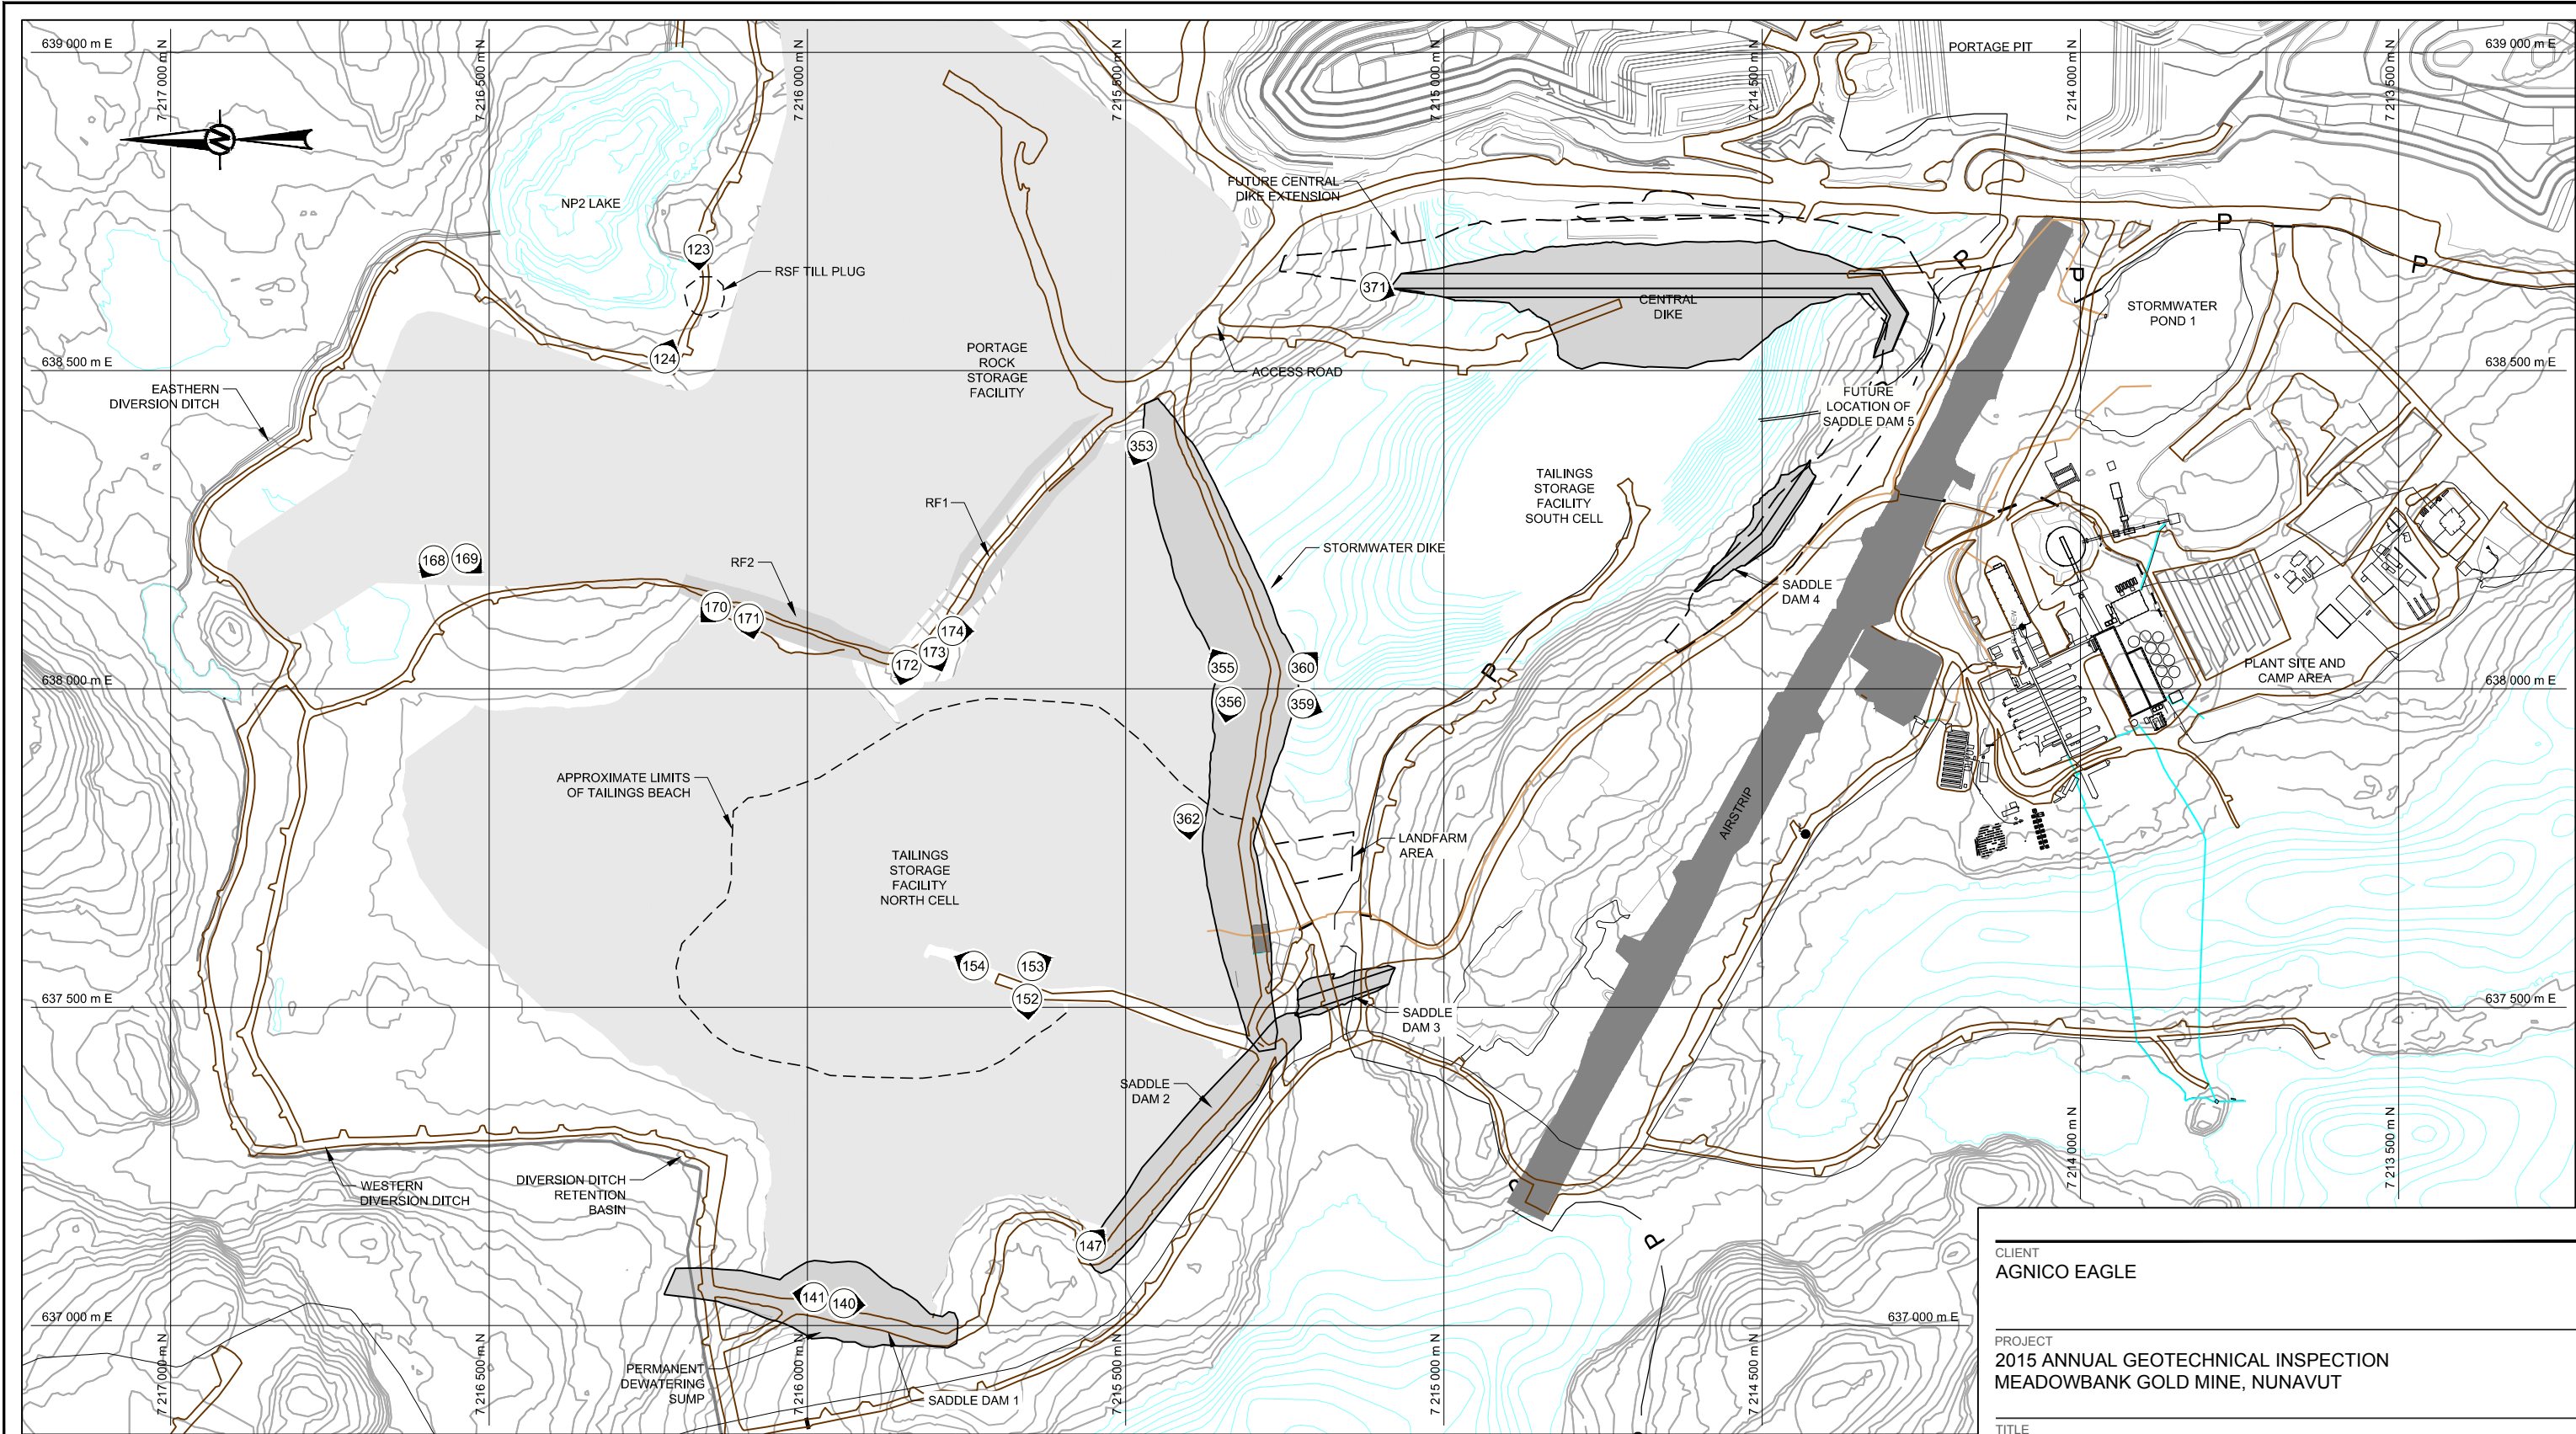 639 000 m E
7 217 000 m N
7 216 500 m N
7 216 000 m N
7 215 500 m N
7 215 000 m N
7 214 500 m N
7 214 000 m N
7 213 500 m N
639 000 m E
PORTAGE PIT
N
NP2 LAKE
FUTURE CENTRAL
DIKE EXTENSION
123
RSF TILL PLUG
371
CENTRAL
DIKE
P
P
P
P
STORMWATER
POND 1
124
638 500 m E
PORTAGE
ROCK
STORAGE
FACILITY
ACCESS ROAD
638 500 m E
EASTHERN
DIVERSION DITCH
FUTURE
LOCATION OF
SADDLE DAM 5
353
TAILINGS
STORAGE
FACILITY
SOUTH CELL
RF1
STORMWATER DIKE
168
169
RF2
SADDLE
DAM 4
170
171
172
173
174
355
360
356
359
P
PLANT SITE AND
CAMP AREA
638 000 m E
638 000 m E
APPROXIMATE LIMITS
OF TAILINGS BEACH
362
AIRSTRIP
LANDFARM
AREA
TAILINGS
STORAGE
FACILITY
NORTH CELL
154
153
152
637 500 m E
637 500 m E
SADDLE
DAM 3
SADDLE
DAM 2
WESTERN
DIVERSION DITCH
DIVERSION DITCH
RETENTION
BASIN
7 214 000 m N
7 213 500 m N
P
147
141
140
637 000 m E
637 000 m E
PERMANENT
DEWATERING
SUMP
SADDLE DAM 1
7 217 000 m N
7 216 500 m N
7 216 000 m N
7 215 500 m N
7 215 000 m N
7 214 500 m N
CLIENT
AGNICO EAGLE
PROJECT
2015 ANNUAL GEOTECHNICAL INSPECTION
MEADOWBANK GOLD MINE, NUNAVUT
TITLE